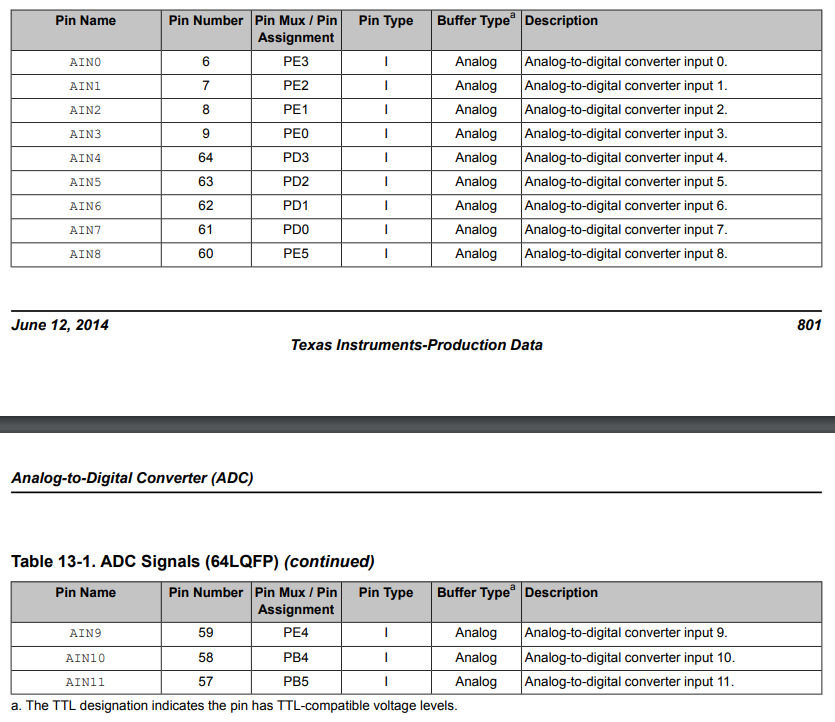 Pin Name Pin Number Pin Mux / Pin Assignment Pin Type Buffer Typea Description
AIN0 6 PE3 I Analog Analog-to-digital converter input 0.
AIN1 7 PE2 I Analog Analog-to-digital converter input 1.
AIN2 8 PE1 I Analog Analog-to-digital converter input 2.
AIN3 9 PE0 I Analog Analog-to-digital converter input 3.
AIN4 64 PD3 I Analog Analog-to-digital converter input 4.
AIN5 63 PD2 I Analog Analog-to-digital converter input 5.
AIN6 62 PD1 I Analog Analog-to-digital converter input 6.
AIN7 61 PD0 I Analog Analog-to-digital converter input 7.
AIN8 60 PE5 I Analog Analog-to-digital converter input 8.
June 12, 2014 801
Texas Instruments-Production Data
Analog-to-Digital Converter (ADC)
Table 13-1. ADC Signals (64LQFP) (continued)
Pin Name Pin Number Pin Mux / Pin Assignment Pin Type Buffer Typea Description
AIN9 59 PE4 I Analog Analog-to-digital converter input 9.
AIN10 58 PB4 I Analog Analog-to-digital converter input 10.
AIN11 57 PB5 I Analog Analog-to-digital converter input 11.
a. The TTL designation indicates the pin has TTL-compatible voltage levels.